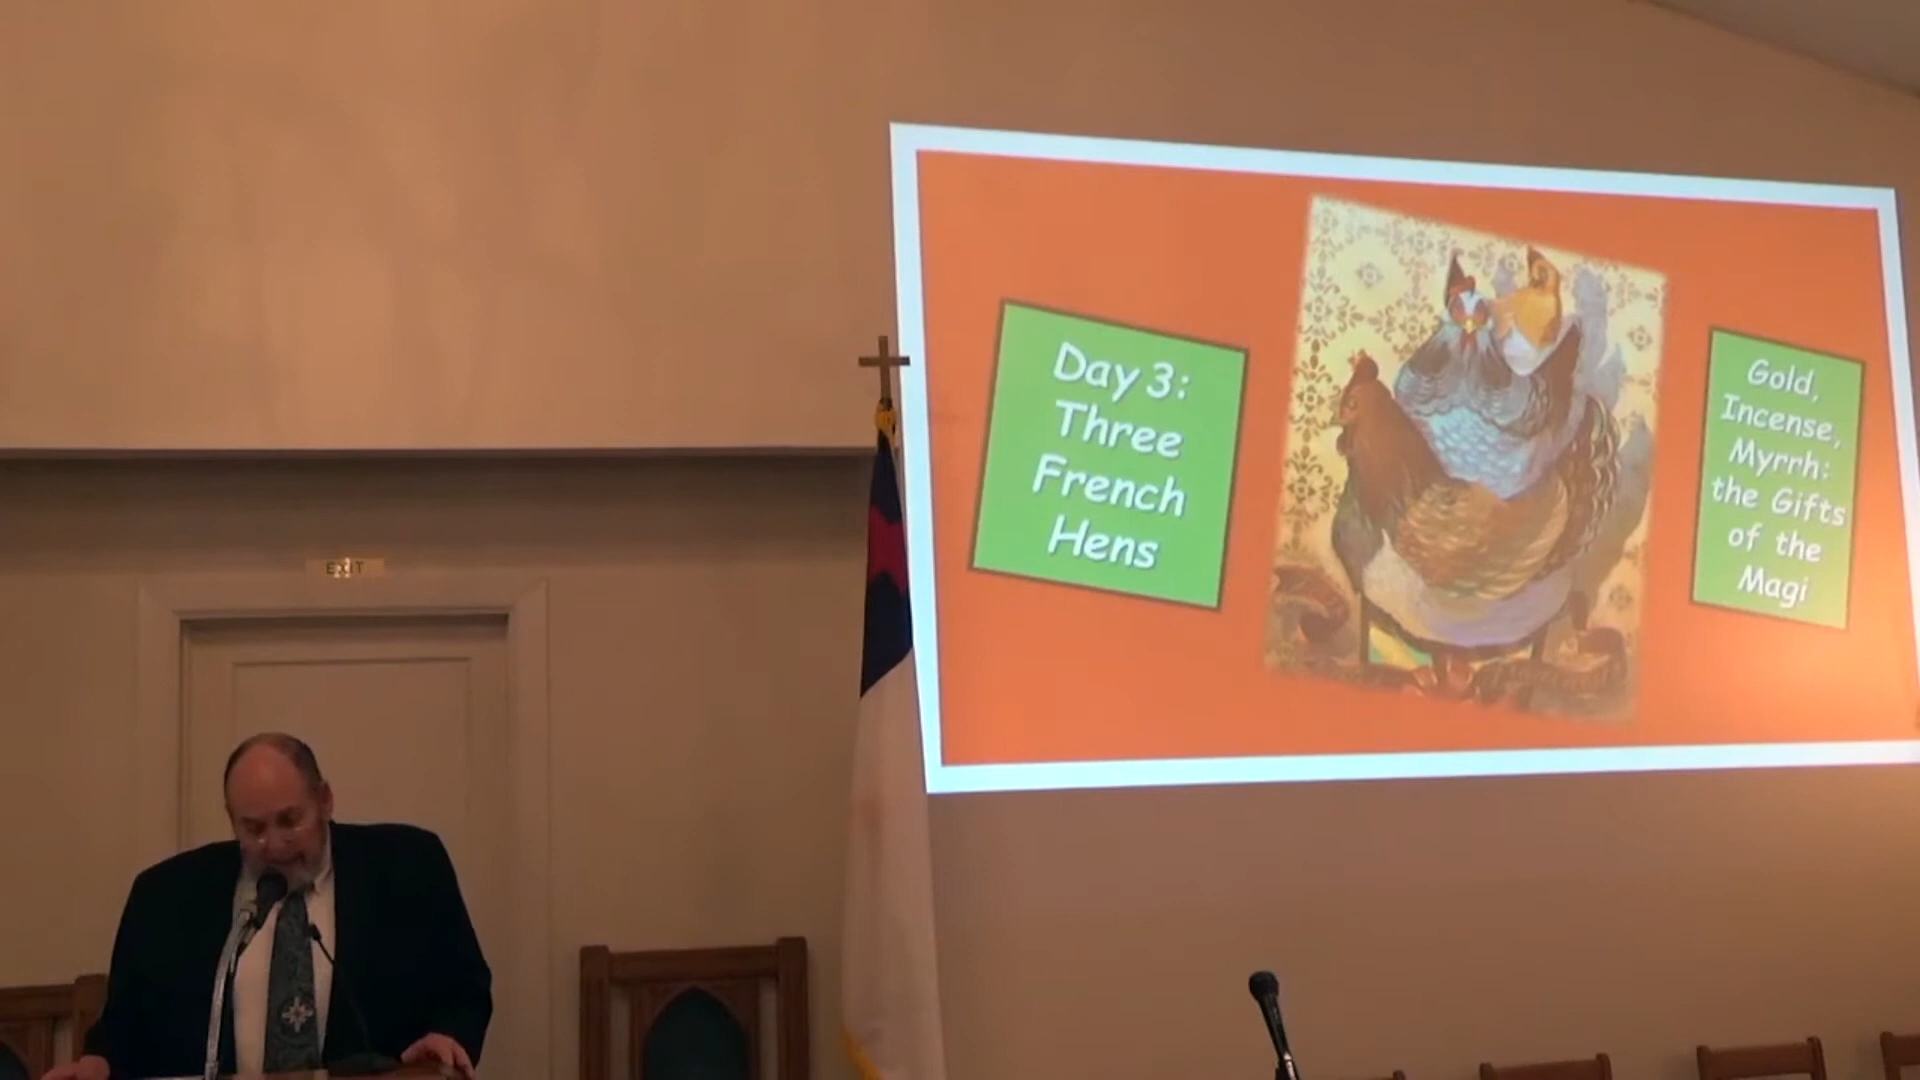 EXIT
Day 3:
Three
French
Hens
Gold,
Incense,
Myrrh:
the Gifts
of the
Magi